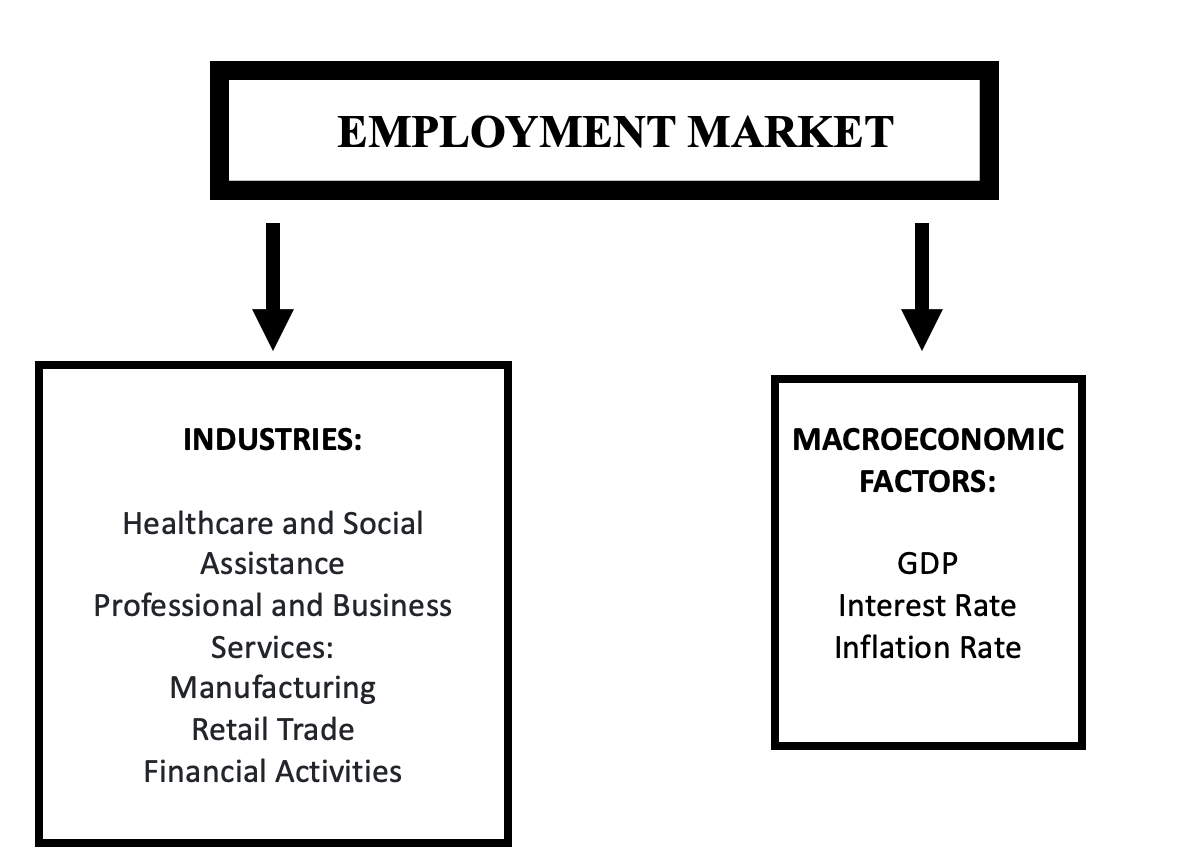 EMPLOYMENT MARKET
INDUSTRIES:
Healthcare and Social
Assistance
Professional and Business
Services:
Manufacturing
Retail Trade
Financial Activities
MACROECONOMIC
FACTORS:
GDP
Interest Rate
Inflation Rate